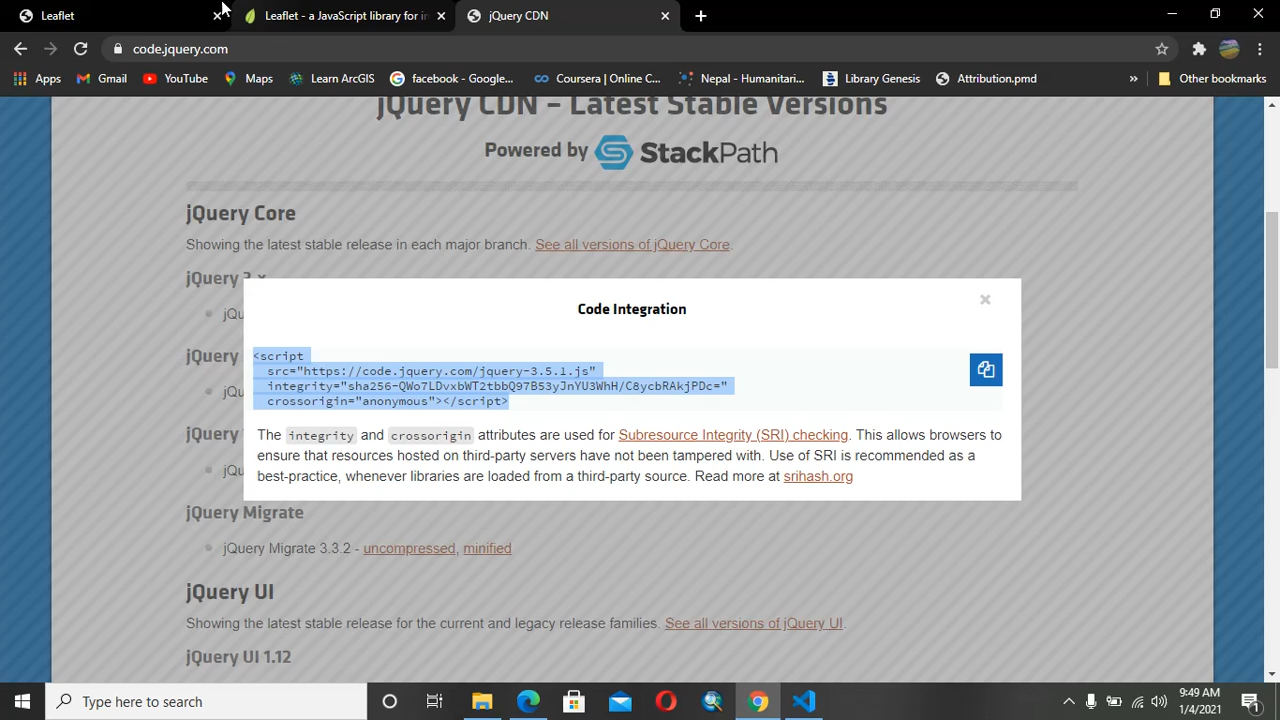 Leaflet
Leaflet - a JavaScript library for in
jQuery CDN
code.jquery.com
Apps
Gmail
YouTube
Maps
Learn ArcGIS
facebook - Google...
Coursera | Online C...
Nepal - Humanitari...
Library Genesis
Attribution.pmd
»
Other bookmarks
jQuery CDN – Latest Stable Versions
Powered by StackPath
jQuery Core
Showing the latest stable release in each major branch. See all versions of jQuery Core.
jQuery 3.x
jQu
jQuery
jQu
jQuery
jQu
Code Integration
<script
src="https://code.jquery.com/jquery-3.5.1.js"
integrity="sha256-QWo7LDvxbWT2tbbQ97B53yJnYU3WhH/C8ycbRAkjPDc="
crossorigin="anonymous"></script>
The integrity and crossorigin attributes are used for Subresource Integrity (SRI) checking. This allows browsers to
ensure that resources hosted on third-party servers have not been tampered with. Use of SRI is recommended as a
best-practice, whenever libraries are loaded from a third-party source. Read more at srihash.org
jQuery Migrate
jQuery Migrate 3.3.2 - uncompressed, minified
jQuery UI
Showing the latest stable release for the current and legacy release families. See all versions of jQuery UI.
jQuery UI 1.12
Type here to search
9:49 AM
1/4/2021
1